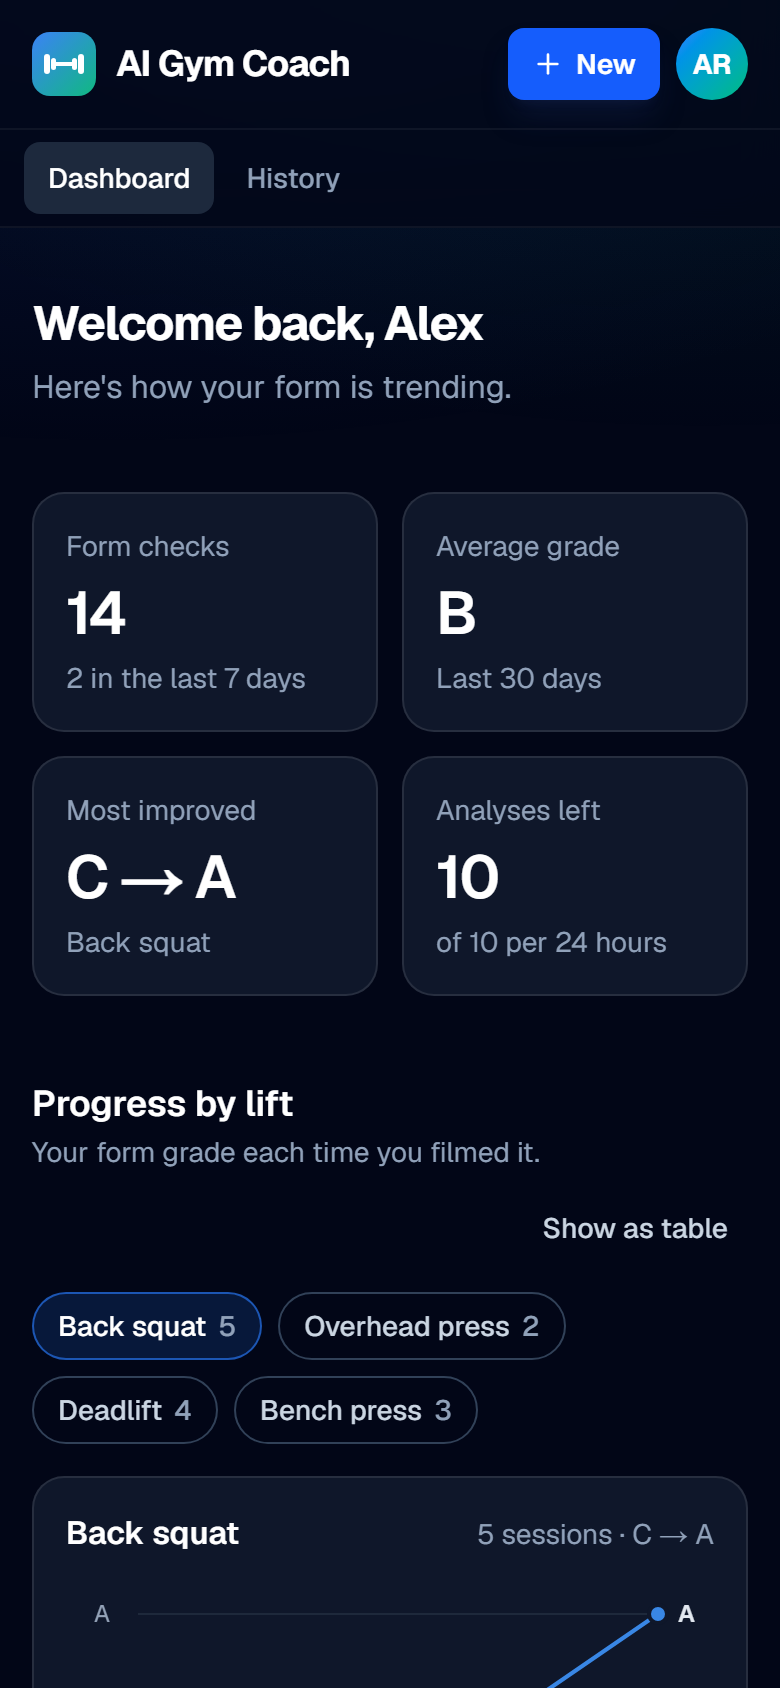 AI Gym Coach
+ New
AR
Dashboard
History
Welcome back, Alex
Here's how your form is trending.
Form checks
14
2 in the last 7 days
Average grade
B
Last 30 days
Most improved
C → A
Back squat
Analyses left
10
of 10 per 24 hours
Progress by lift
Your form grade each time you filmed it.
Show as table
Back squat 5
Overhead press 2
Deadlift 4
Bench press 3
Back squat
5 sessions · C → A
A
A